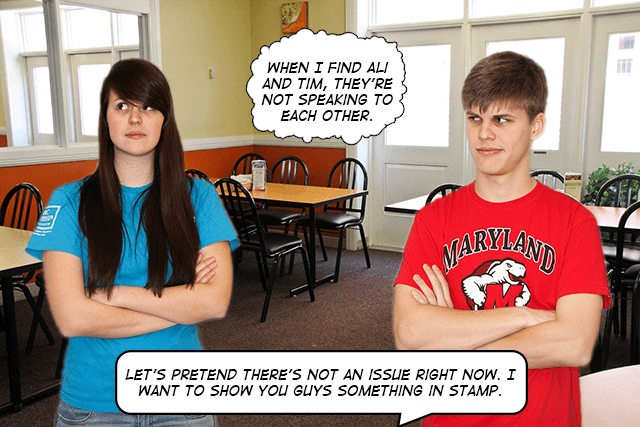 WHEN I FIND ALI
AND TIM, THEY'RE
NOT SPEAKING TO
EACH OTHER.
MARYLAND
M
LET'S PRETEND THERE'S NOT AN ISSUE RIGHT NOW. I
WANT TO SHOW YOU GUYS SOMETHING IN STAMP.